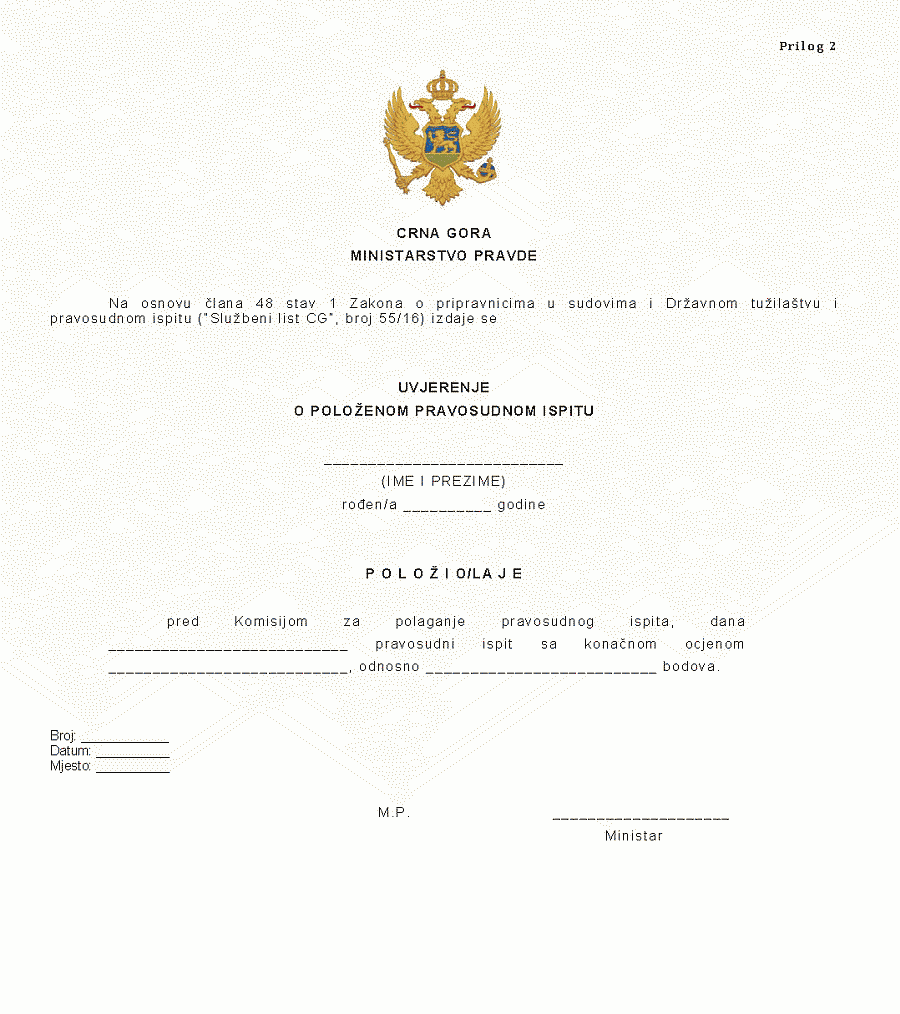 Prilog 2
CRNA GORA
MINISTARSTVO PRAVDE
Na osnovu člana 48 stav 1 Zakona o pripravnicima u sudovima i Državnom tužilaštvu i
pravosudnom ispitu ("Službeni list CG", broj 55/16) izdaje se
UVJERENJE
O POLOŽENOM PRAVOSUDNOM ISPITU
___________________________
(IME I PREZIME)
rođen/a __________ godine
P O L O Ž I O/LA J E
pred Komisijom za polaganje pravosudnog ispita, dana
___________________________ pravosudni ispit sa konačnom ocjenom
___________________________, odnosno __________________________ bodova.
Broj: ____________
Datum: __________
Mjesto: __________
M.P. ____________________
Ministar